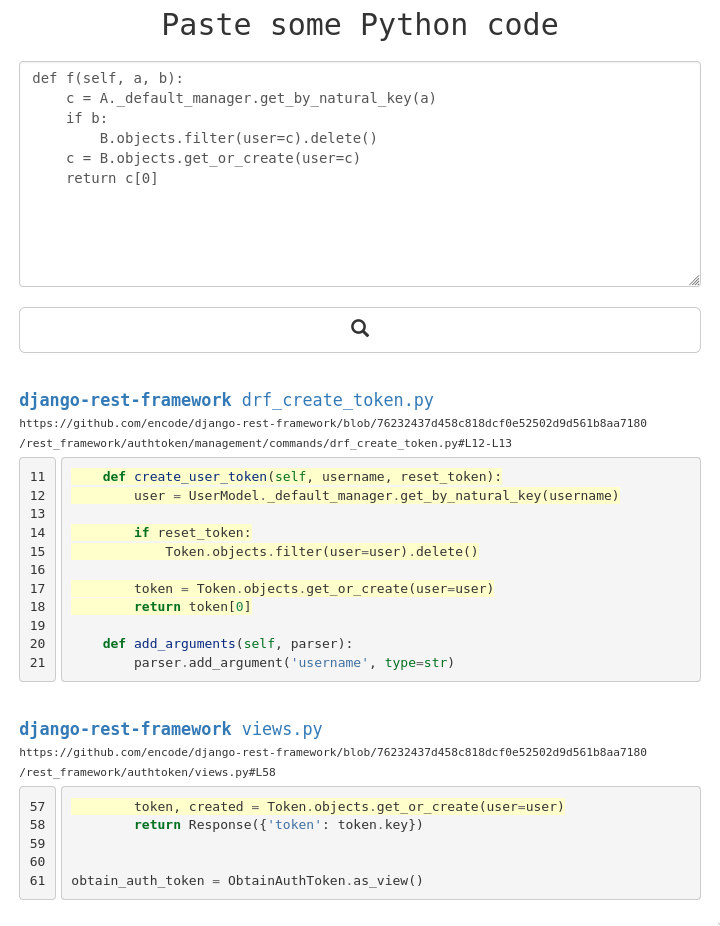 Paste some Python code
def f(self, a, b):
    c = A._default_manager.get_by_natural_key(a)
    if b:
        B.objects.filter(user=c).delete()
    c = B.objects.get_or_create(user=c)
    return c[0]
django-rest-framework drf_create_token.py
https://github.com/encode/django-rest-framework/blob/76232437d458c818dcf0e52502d9d561b8aa7180
/rest_framework/authtoken/management/commands/drf_create_token.py#L12-L13
11     def create_user_token(self, username, reset_token):
12         user = UserModel._default_manager.get_by_natural_key(username)
13
14         if reset_token:
15             Token.objects.filter(user=user).delete()
16
17         token = Token.objects.get_or_create(user=user)
18         return token[0]
19
20     def add_arguments(self, parser):
21         parser.add_argument('username', type=str)
django-rest-framework views.py
https://github.com/encode/django-rest-framework/blob/76232437d458c818dcf0e52502d9d561b8aa7180
/rest_framework/authtoken/views.py#L58
57         token, created = Token.objects.get_or_create(user=user)
58         return Response({'token': token.key})
59
60
61 obtain_auth_token = ObtainAuthToken.as_view()